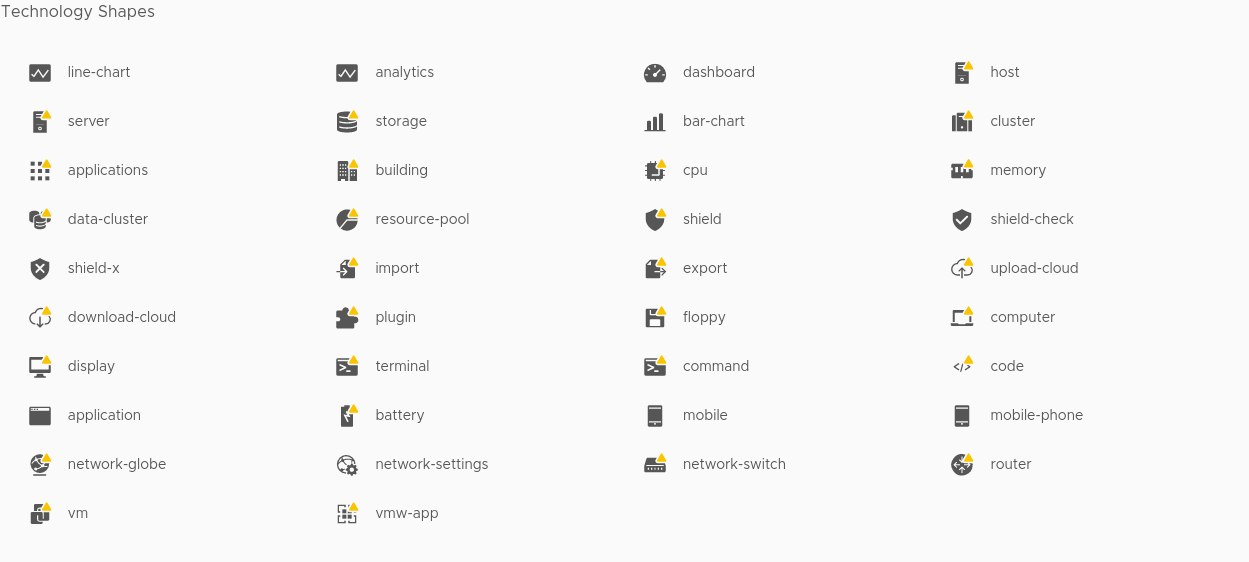 Technology Shapes
line-chart analytics dashboard host
server storage bar-chart cluster
applications building cpu memory
data-cluster resource-pool shield shield-check
shield-x import export upload-cloud
download-cloud plugin floppy computer
display terminal command code
application battery mobile mobile-phone
network-globe network-settings network-switch router
vm vmw-app